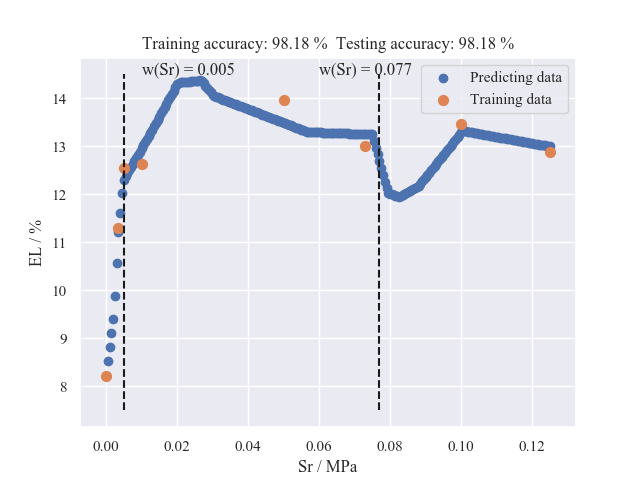 Training accuracy: 98.18 %  Testing accuracy: 98.18 %
w(Sr) = 0.005
w(Sr) = 0.077
Predicting data
Training data
14
13
12
11
10
9
8
EL / %
0.00
0.02
0.04
0.06
0.08
0.10
0.12
Sr / MPa